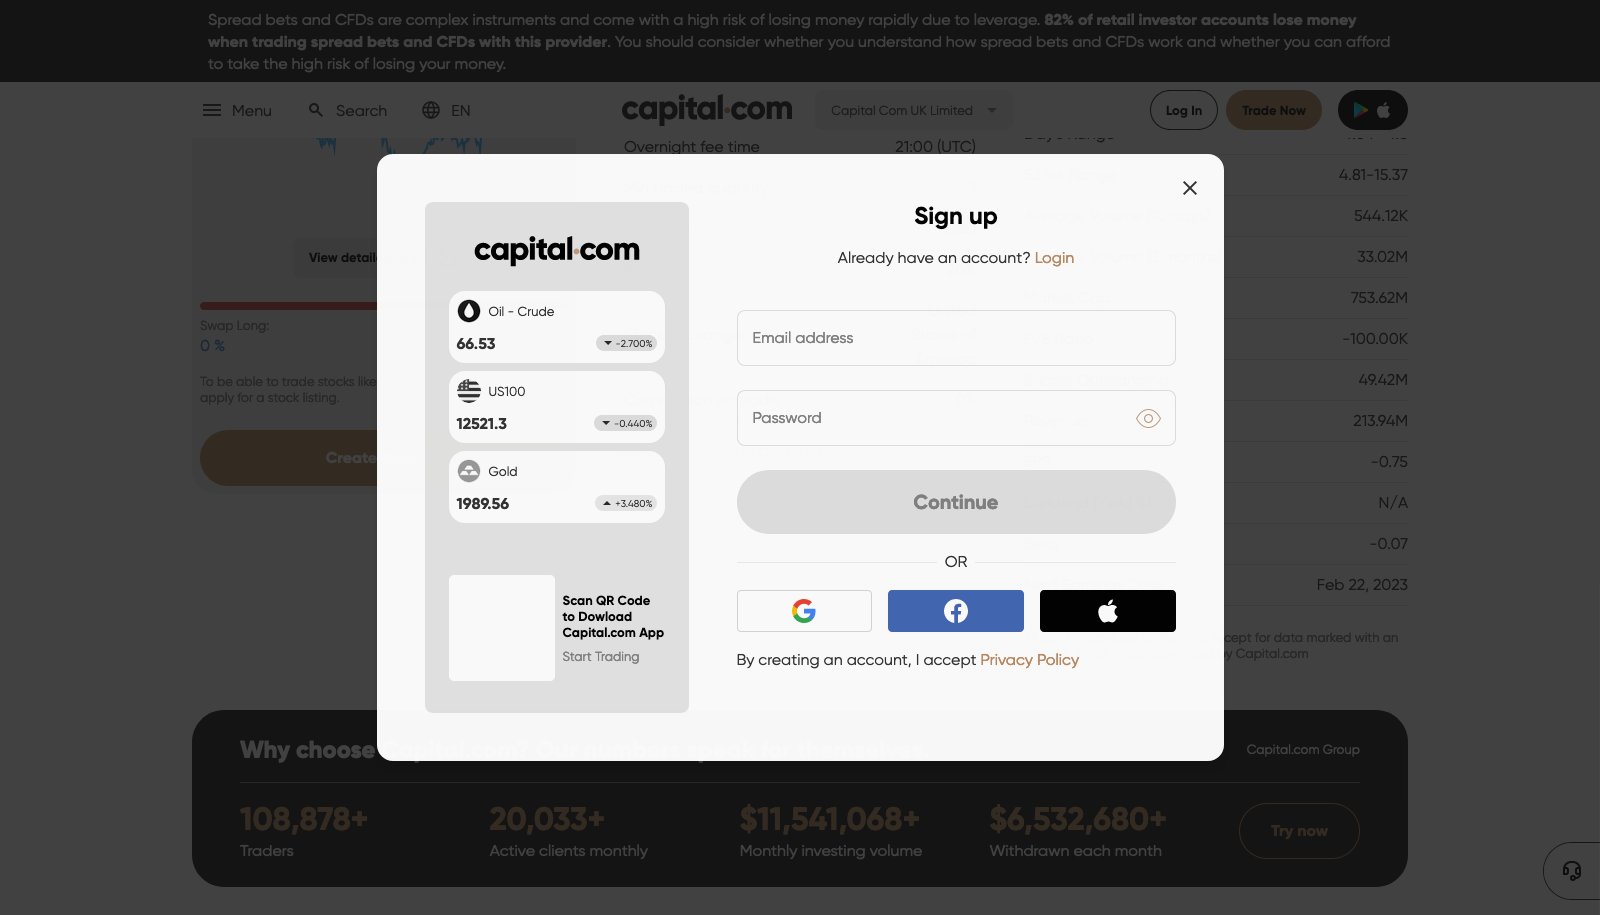 Spread bets and CFDs are complex instruments and come with a high risk of losing money rapidly due to leverage. 82% of retail investor accounts lose money
when trading spread bets and CFDs with this provider. You should consider whether you understand how spread bets and CFDs work and whether you can afford
to take the high risk of losing your money.
Menu
Search
EN
capital.com
Capital Com UK Limited
Log In
Trade Now
Overnight fee time
21:00 (UTC)
4.81-15.37
544.12K
33.02M
753.62M
-100.00K
49.42M
213.94M
-0.75
N/A
-0.07
Feb 22, 2023
View
Swap Long:
0 %
To be able to trade stocks like
apply for a stock listing.
Create
capital.com
Oil - Crude
66.53
-2.700%
US100
12521.3
-0.440%
Gold
1989.56
+3.480%
Scan QR Code
to Dowload
Capital.com App
Start Trading
Sign up
Already have an account? Login
Email address
Password
Continue
OR
By creating an account, I accept Privacy Policy
for data marked with an
by Capital.com
Why choose Capital.com? Our numbers speak for themselves.
Capital.com Group
108,878+
Traders
20,033+
Active clients monthly
$11,541,068+
Monthly investing volume
$6,532,680+
Withdrawn each month
Try now